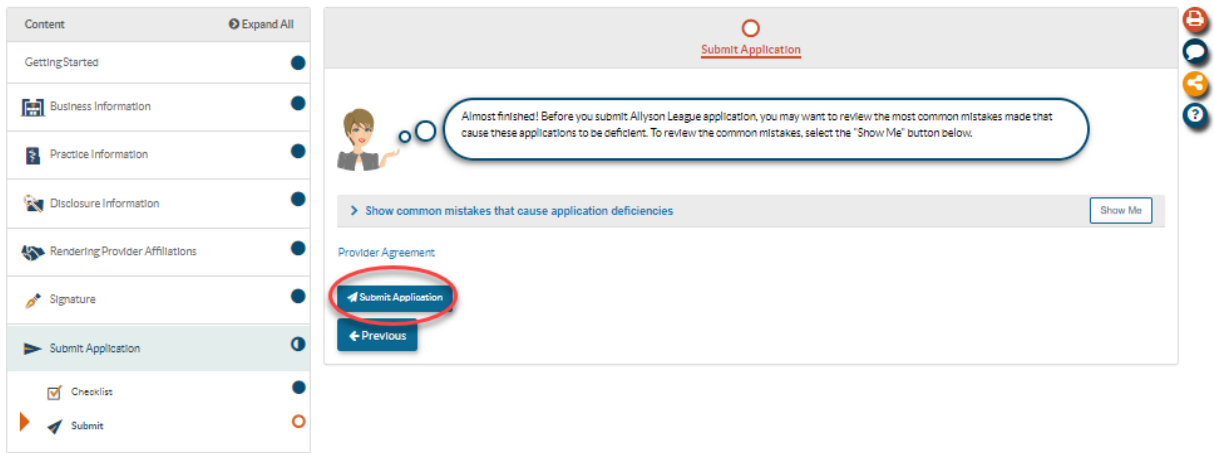 Content
Expand All
Getting Started
Business Information
Practice Information
Disclosure Information
Rendering Provider Affiliations
Signature
Submit Application
Checklist
Submit
Submit Application
Almost finished! Before you submit Allyson League application, you may want to review the most common mistakes made that
cause these applications to be deficient. To review the common mistakes, select the "Show Me" button below.
Show common mistakes that cause application deficiencies
Show Me
Provider Agreement
Submit Application
Previous